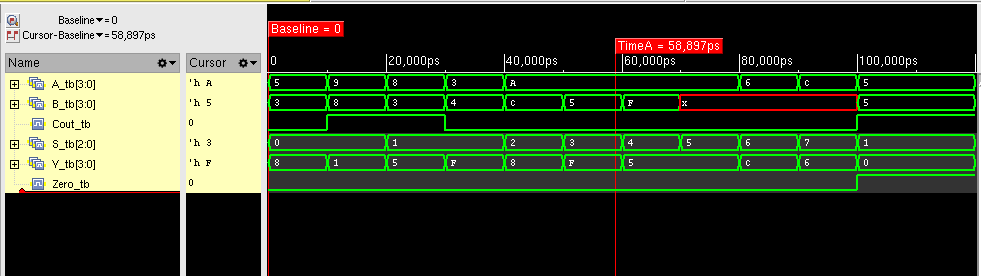 Baseline▼= 0
Cursor-Baseline▼= 58,897ps
Baseline = 0
TimeA = 58,897ps
Name Cursor 0 20,000ps 40,000ps 60,000ps 80,000ps 100,000ps
A_tb[3:0] 'h A 5 9 8 3 A 6 C 5
B_tb[3:0] 'h 5 3 8 3 4 C 5 F x 5
Cout_tb 0
S_tb[2:0] 'h 3 0 1 2 3 4 5 6 7 1
Y_tb[3:0] 'h F 8 1 5 F 8 F 5 C 6 0
Zero_tb 0